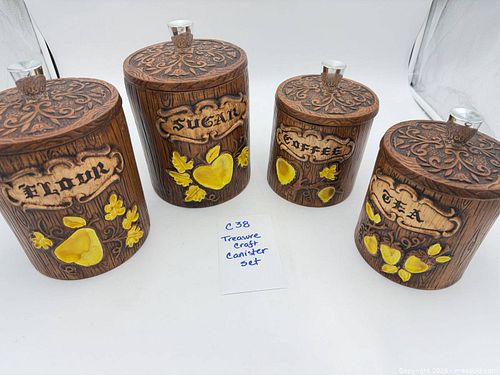 FLOUR
SUGAR
COFFEE
TEA
C38
Treasure
Craft
Canister
set